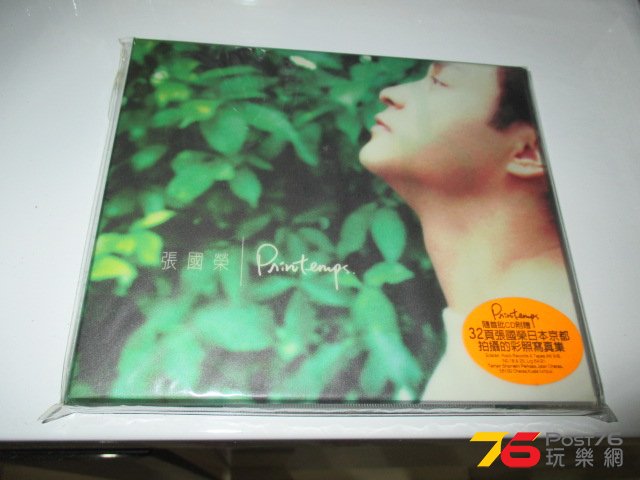 張國榮 Printemps.
Printemps
隨首批CD附贈
32頁張國榮日本京都
拍攝的彩照寫真集
76 Post76
玩樂網